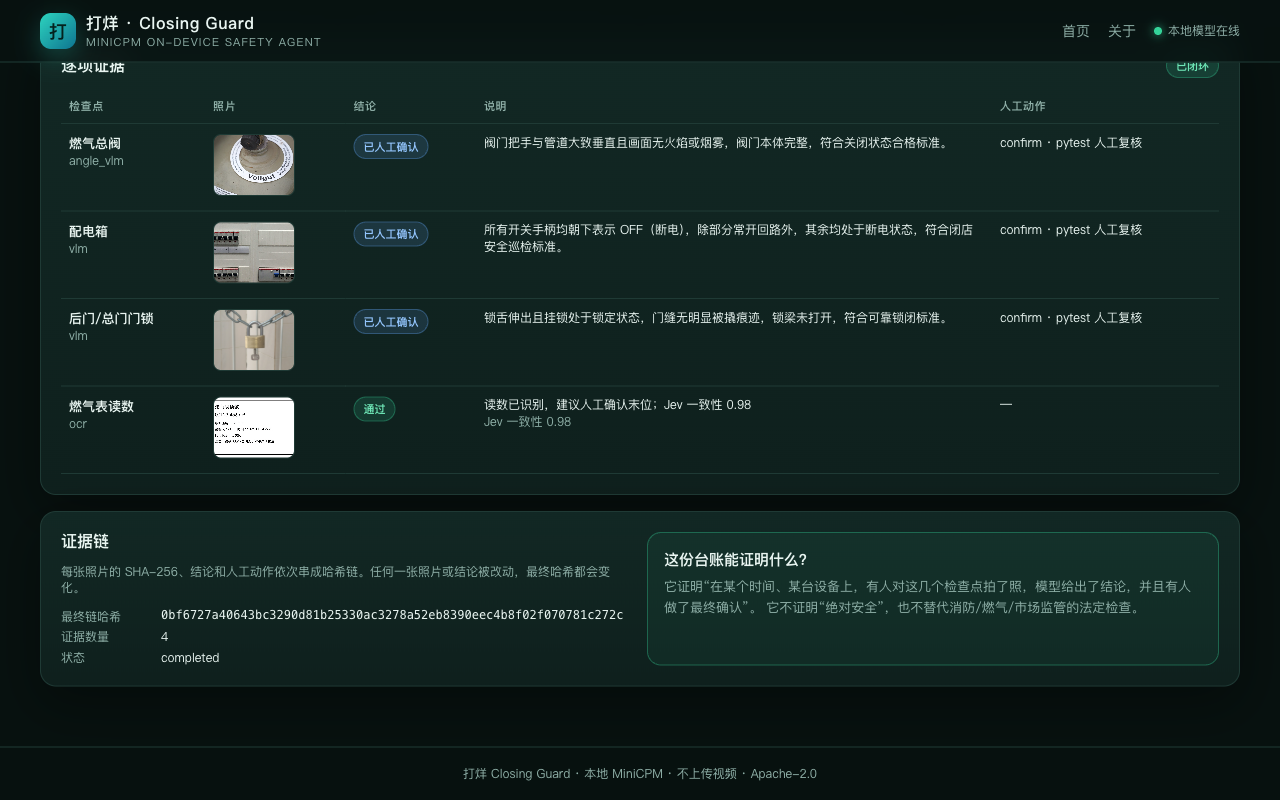 打
打烊 · Closing Guard
MINICPM ON-DEVICE SAFETY AGENT
首页
关于
本地模型在线
逐项证据
已闭环
检查点
照片
结论
说明
人工动作
燃气总阀
angle_vlm
已人工确认
阀门把手与管道大致垂直且画面无火焰或烟雾，阀门本体完整，符合关闭状态合格标准。
confirm · pytest 人工复核
配电箱
vlm
已人工确认
所有开关手柄均朝下表示 OFF（断电），除部分常开回路外，其余均处于断电状态，符合闭店
安全巡检标准。
confirm · pytest 人工复核
后门/总门门锁
vlm
已人工确认
锁舌伸出且挂锁处于锁定状态，门缝无明显被撬痕迹，锁梁未打开，符合可靠锁闭标准。
confirm · pytest 人工复核
燃气表读数
ocr
通过
读数已识别，建议人工确认末位；Jev 一致性 0.98
Jev 一致性 0.98
—
证据链
每张照片的 SHA-256、结论和人工动作依次串成哈希链。任何一张照片或结论被改动，最终哈希都会变
化。
最终链哈希
0bf6727a40643bc3290d81b25330ac3278a52eb8390eec4b8f02f070781c272c
证据数量
4
状态
completed
这份台账能证明什么？
它证明“在某个时间、某台设备上，有人对这几个检查点拍了照，模型给出了结论，并且有人
做了最终确认”。 它不证明“绝对安全”，也不替代消防/燃气/市场监管的法定检查。
打烊 Closing Guard · 本地 MiniCPM · 不上传视频 · Apache-2.0